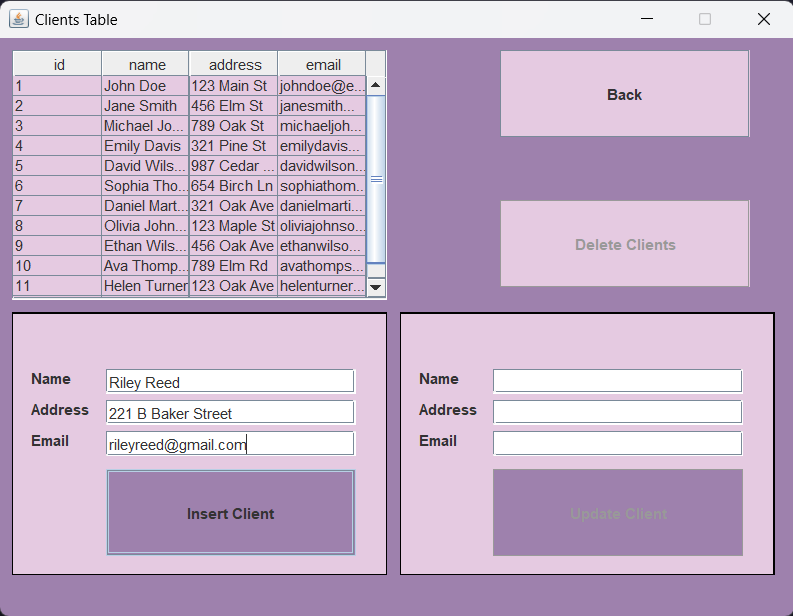 Clients Table
id name address email
1 John Doe 123 Main St johndoe@e...
2 Jane Smith 456 Elm St janesmith...
3 Michael Jo... 789 Oak St michaeljoh...
4 Emily Davis 321 Pine St emilydavis...
5 David Wils... 987 Cedar ... davidwilson...
6 Sophia Tho... 654 Birch Ln sophiathom...
7 Daniel Mart... 321 Oak Ave danielmarti...
8 Olivia John... 123 Maple St oliviajohnso...
9 Ethan Wils... 456 Oak Ave ethanwilso...
10 Ava Thomp... 789 Elm Rd avathomps...
11 Helen Turner 123 Oak Ave helenturner...
Back
Delete Clients
Name Riley Reed
Address 221 B Baker Street
Email rileyreed@gmail.com
Insert Client
Name
Address
Email
Update Client